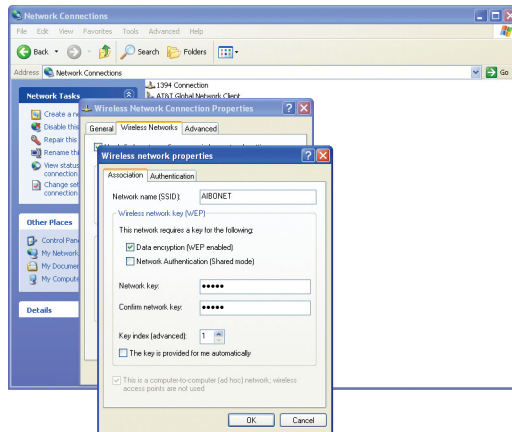 Network Connections
File Edit View Favorites Tools Advanced Help
Back Search Folders
Address Network Connections Go
1394 Connection
AT&T Global Network Client
Network Tasks
Create a
Disable this
Repair this
Rename thi
View status
connection
Change set
connection
Other Places
Control Pan
My Network
My Documen
My Compute
Details
Wireless Network Connection Properties
General Wireless Networks Advanced
Wireless network properties
Association Authentication
Network name (SSID): AIBONET
Wireless network key (WEP)
This network requires a key for the following:
Data encryption (WEP enabled)
Network Authentication (Shared mode)
Network key: •••••
Confirm network key: •••••
Key index (advanced): 1
The key is provided for me automatically
This is a computer-to-computer (ad hoc) network; wireless
access points are not used
OK Cancel